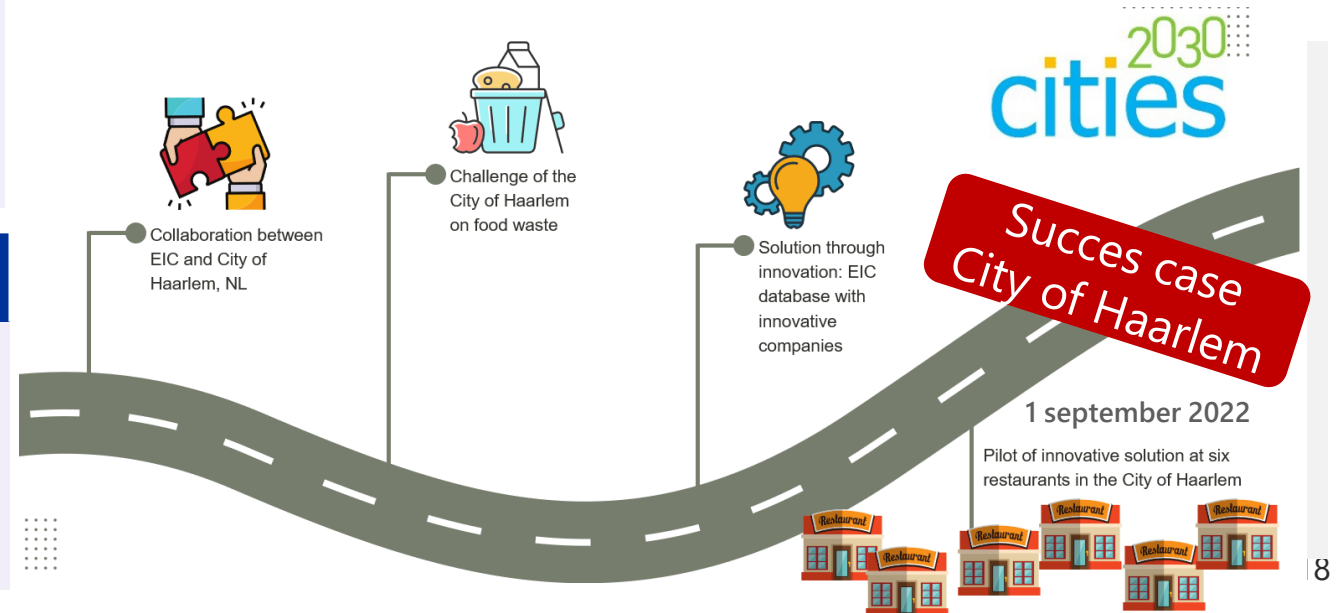 2030
cities
Collaboration between
EIC and City of
Haarlem, NL
Challenge of the
City of Haarlem
on food waste
Solution through
innovation: EIC
database with
innovative
companies
Succes case
City of Haarlem
1 september 2022
Pilot of innovative solution at six
restaurants in the City of Haarlem
Restaurant
Restaurant
Restaurant
Restaurant
Restaurant
Restaurant
8